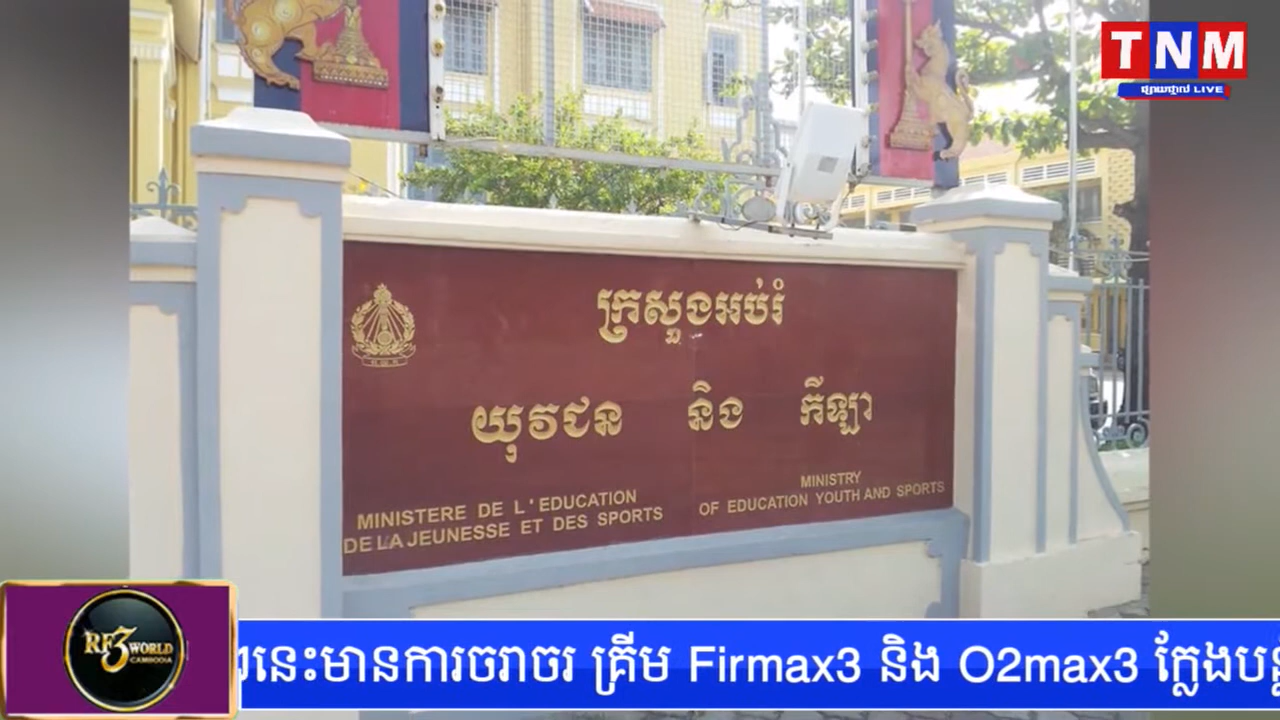 TNM
ផ្សាយផ្ទាល់ LIVE
ក្រសួងអប់រំ
យុវជន និង កីឡា
MINISTERE DE L'EDUCATION
DE LA JEUNESSE ET DES SPORTS
MINISTRY
OF EDUCATION YOUTH AND SPORTS
RF3WORLD
CAMBODIA
នេះមានការចរាចរ គ្រីម Firmax3 និង O2max3 ក្លែងបន្លំ